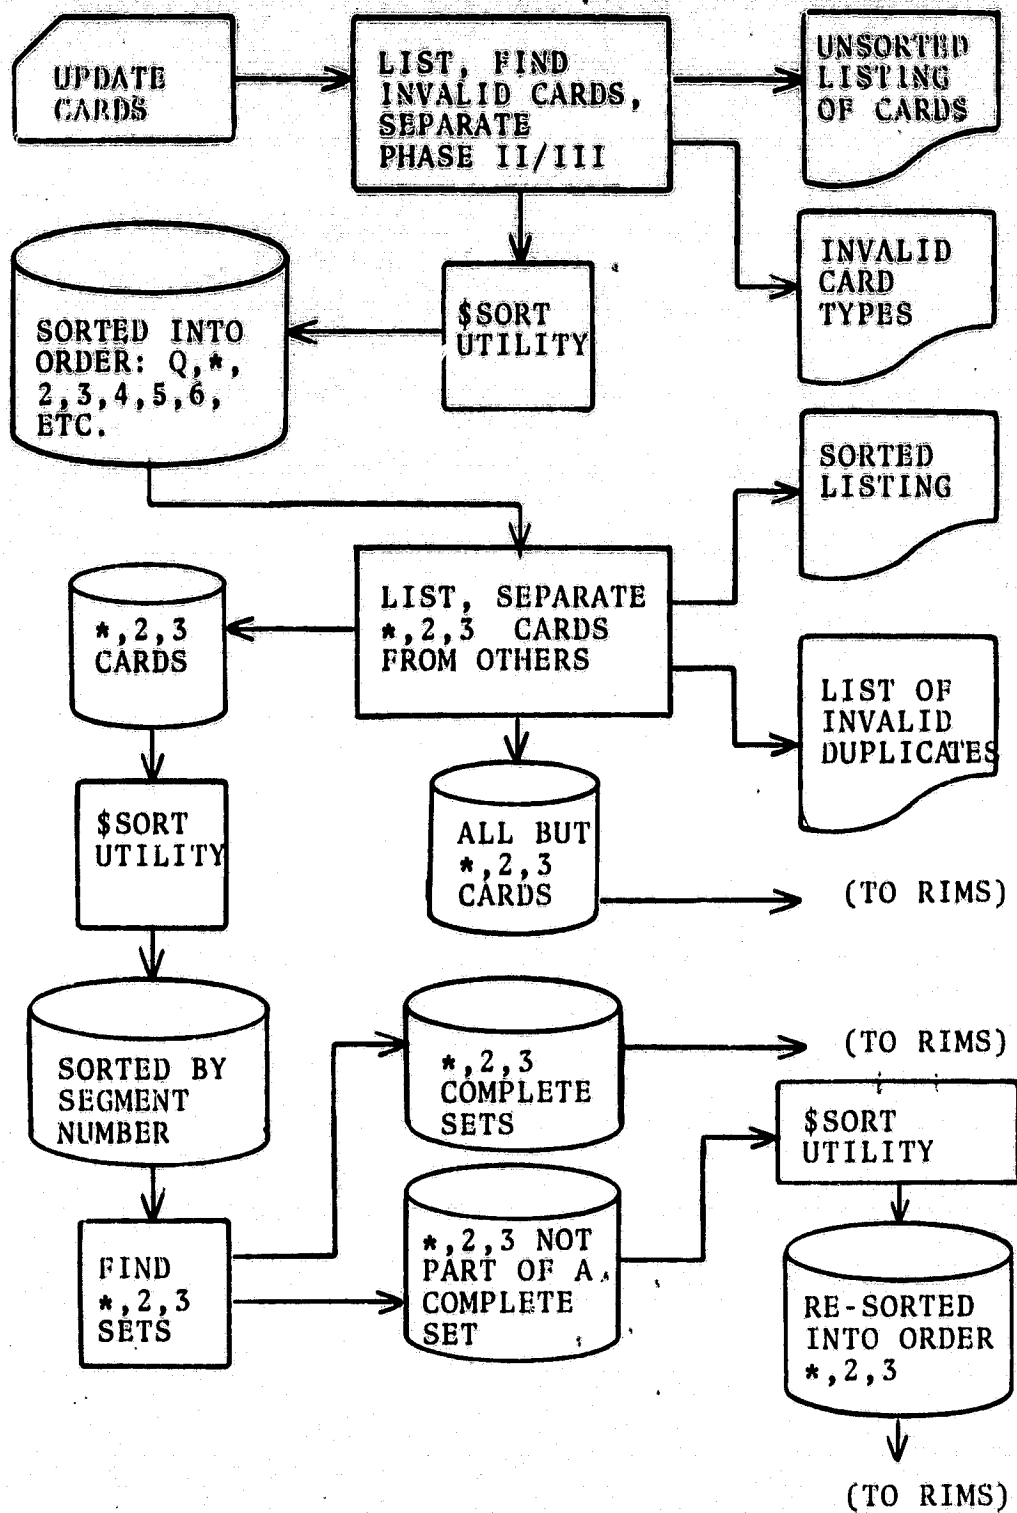 UPDATE
CARDS
LIST, FIND
INVALID CARDS,
SEPARATE
PHASE II/III
UNSORTED
LISTING
OF CARDS
INVALID
CARD
TYPES
$SORT
UTILITY
SORTED INTO
ORDER: Q,*,
2,3,4,5,6,
ETC.
SORTED
LISTING
LIST, SEPARATE
*,2,3 CARDS
FROM OTHERS
*,2,3
CARDS
LIST OF
INVALID
DUPLICATES
$SORT
UTILITY
ALL BUT
*,2,3
CARDS
(TO RIMS)
SORTED BY
SEGMENT
NUMBER
*,2,3
COMPLETE
SETS
(TO RIMS)
$SORT
UTILITY
FIND
*,2,3
SETS
*,2,3 NOT
PART OF A
COMPLETE
SET
RE-SORTED
INTO ORDER
*,2,3
(TO RIMS)